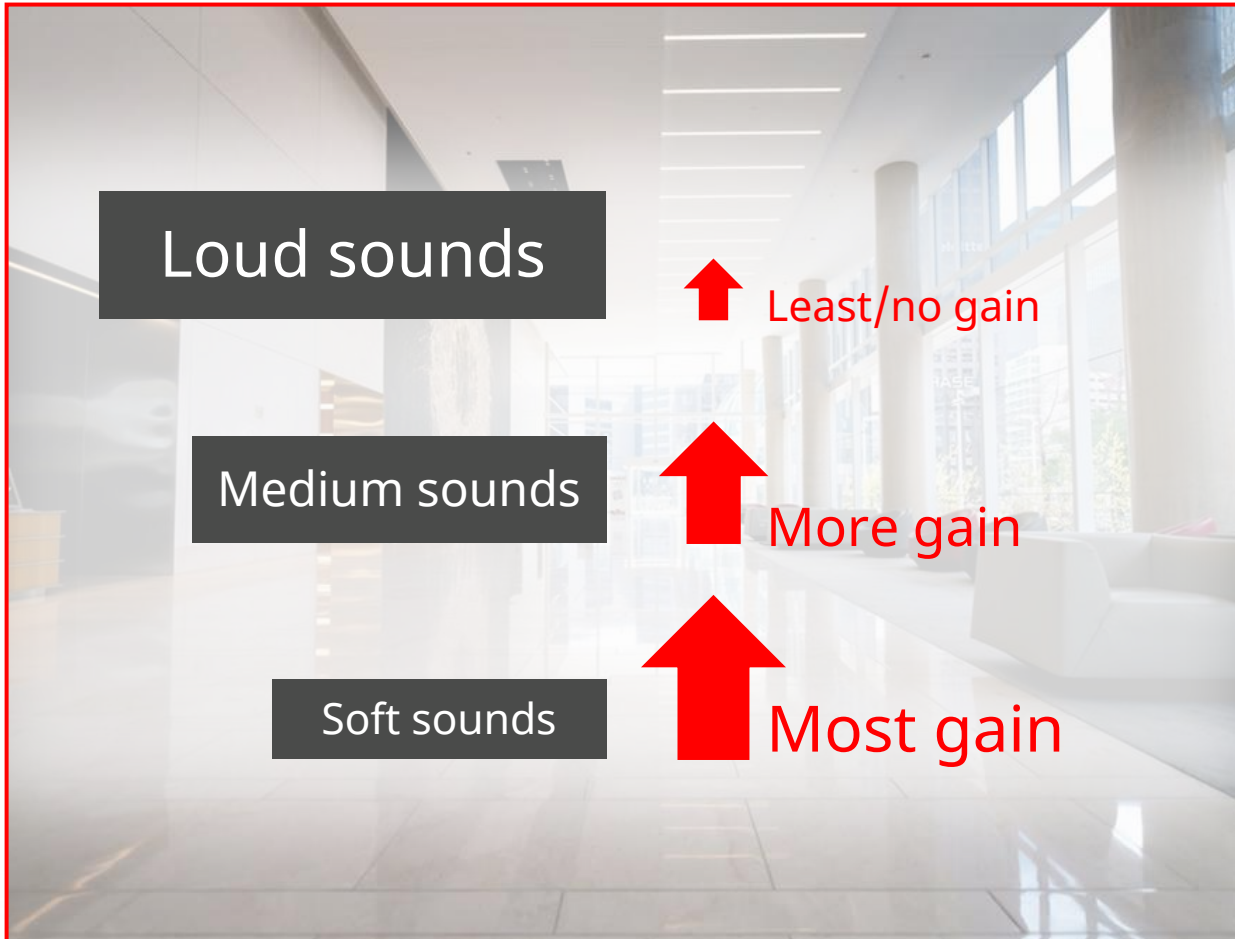 Loud sounds
Least/no gain
Medium sounds
More gain
Soft sounds
Most gain